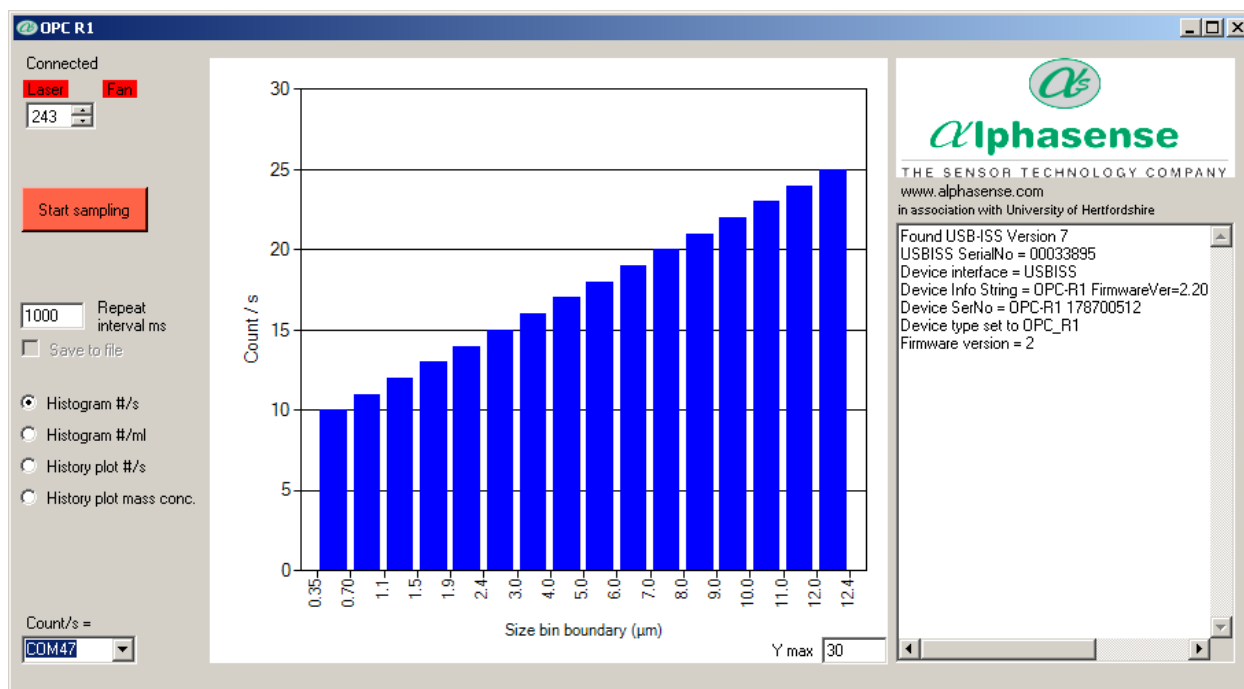 OPC R1
Connected
Laser Fan
243
Start sampling
1000 Repeat
interval ms
Save to file
Histogram #/s
Histogram #/ml
History plot #/s
History plot mass conc.
Count/s =
COM47
30
25
20
15
10
5
0
Count / s
0.35 0.70 1.1 1.5 1.9 2.4 3.0 4.0 5.0 6.0 7.0 8.0 9.0 10.0 11.0 12.0 12.4
Size bin boundary (µm)
Y max 30
αs
αlphasense
THE SENSOR TECHNOLOGY COMPANY
www.alphasense.com
in association with University of Hertfordshire
Found USB-ISS Version 7
USBISS SerialNo = 00033895
Device interface = USBISS
Device Info String = OPC-R1 FirmwareVer=2.20
Device SerNo = OPC-R1 178700512
Device type set to OPC_R1
Firmware version = 2